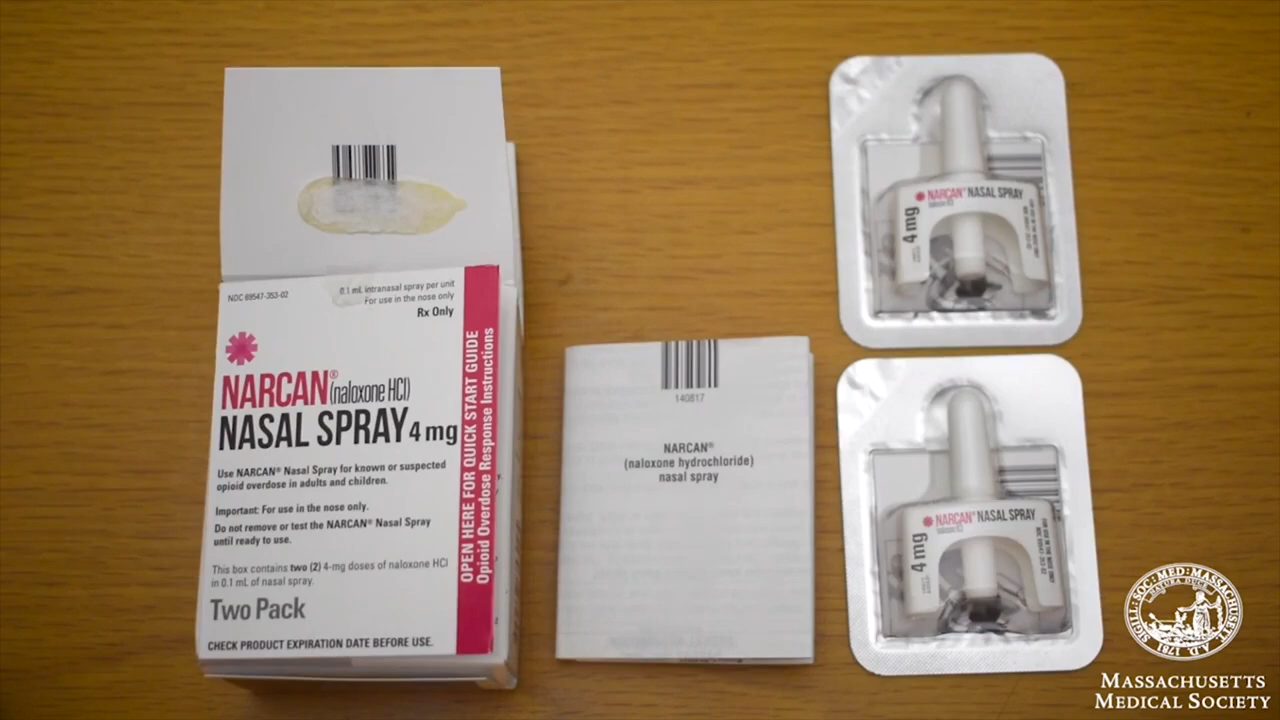 NDC 69547-353-02
0.1 mL intranasal spray per unit
For use in the nose only
Rx Only
NARCAN® (naloxone HCl)
NASAL SPRAY 4 mg
Use NARCAN® Nasal Spray for known or suspected
opioid overdose in adults and children.
Important: For use in the nose only.
Do not remove or test the NARCAN® Nasal Spray
until ready to use.
This box contains two (2) 4-mg doses of naloxone HCl
in 0.1 mL of nasal spray.
Two Pack
CHECK PRODUCT EXPIRATION DATE BEFORE USE.
OPEN HERE FOR QUICK START GUIDE
Opioid Overdose Response Instructions
140817
NARCAN®
(naloxone hydrochloride)
nasal spray
NARCAN® NASAL SPRAY
4 mg
NARCAN® NASAL SPRAY
4 mg
SIGILL: SOC: MED: MASSACHUSETT.
A.D. 1781
MASSACHUSETTS
MEDICAL SOCIETY